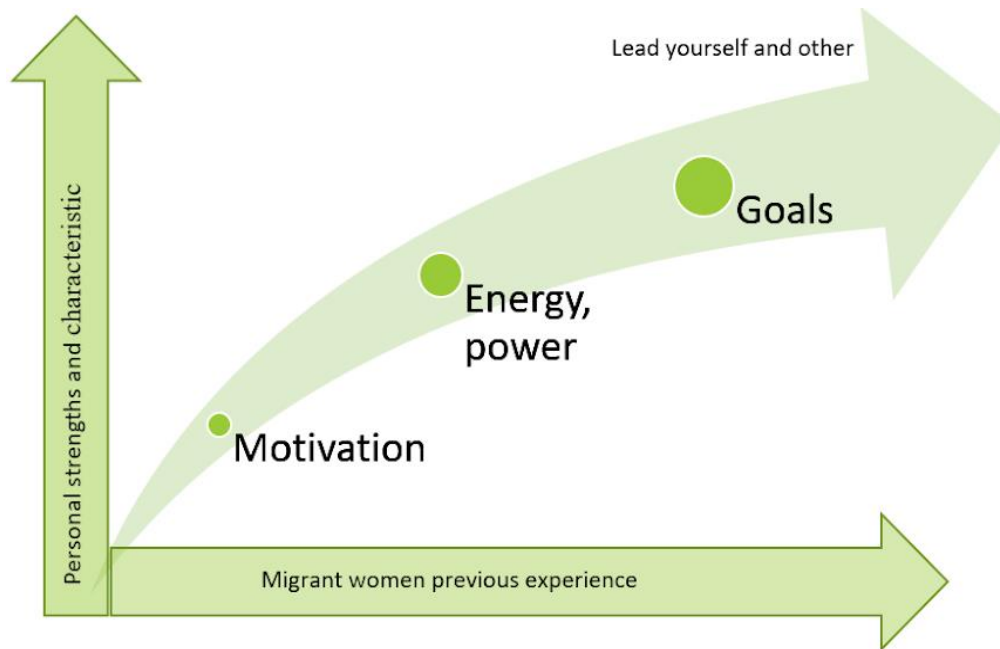 Lead yourself and other
Personal strengths and characteristic
Goals
Energy,
power
Motivation
Migrant women previous experience